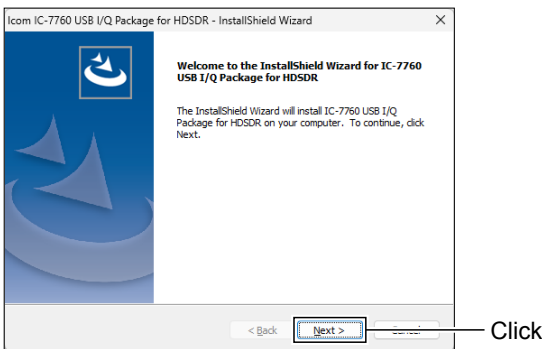 Icom IC-7760 USB I/Q Package for HDSDR - InstallShield Wizard
Welcome to the InstallShield Wizard for IC-7760
USB I/Q Package for HDSDR
The InstallShield Wizard will install IC-7760 USB I/Q
Package for HDSDR on your computer. To continue, click
Next.
< Back Next > Cancel
Click